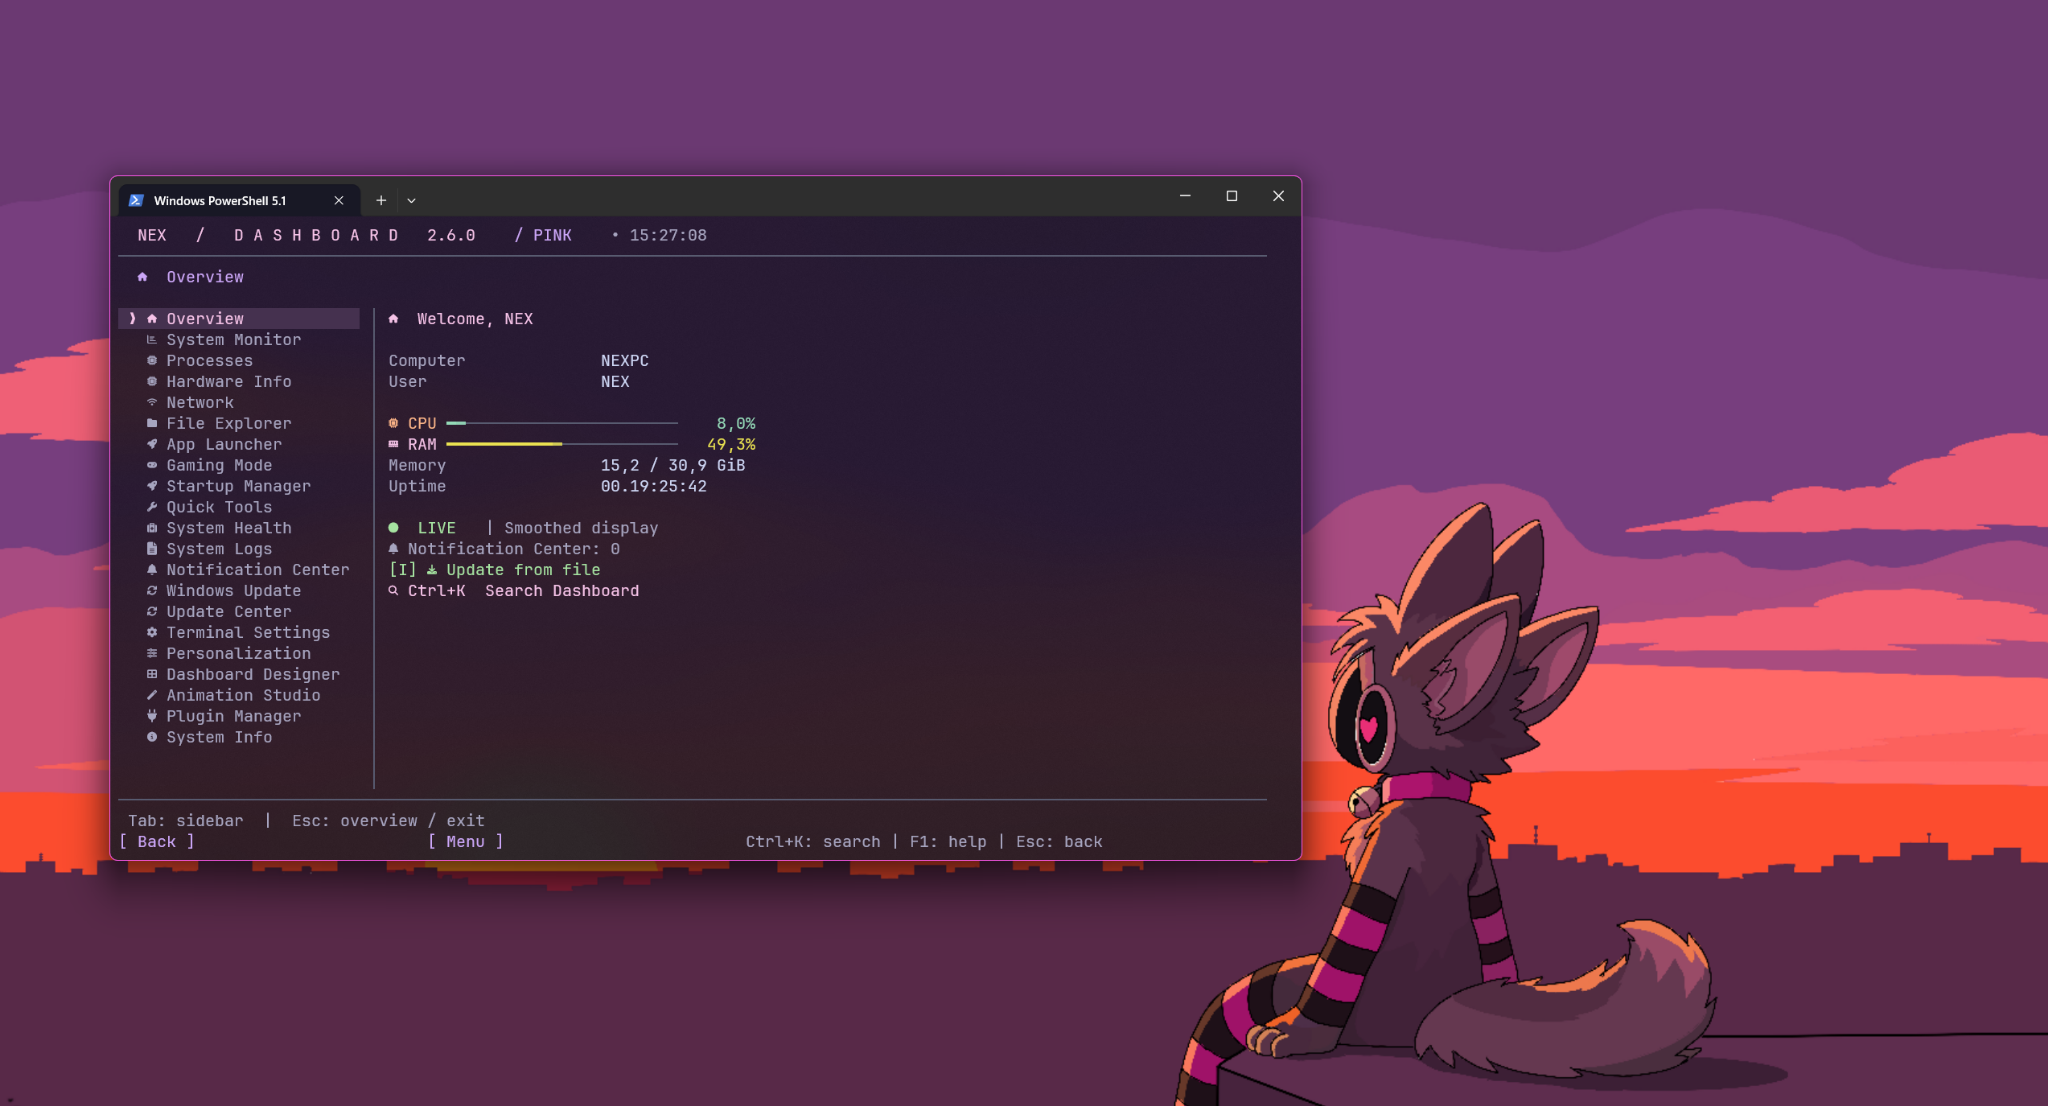 Windows PowerShell 5.1
NEX / D A S H B O A R D 2.6.0 / PINK • 15:27:08
Overview
Overview
System Monitor
Processes
Hardware Info
Network
File Explorer
App Launcher
Gaming Mode
Startup Manager
Quick Tools
System Health
System Logs
Notification Center
Windows Update
Update Center
Terminal Settings
Personalization
Dashboard Designer
Animation Studio
Plugin Manager
System Info
Welcome, NEX
Computer NEXPC
User NEX
CPU 8,0%
RAM 49,3%
Memory 15,2 / 30,9 GiB
Uptime 00.19:25:42
LIVE | Smoothed display
Notification Center: 0
[I] Update from file
Ctrl+K Search Dashboard
Tab: sidebar | Esc: overview / exit
[ Back ] [ Menu ] Ctrl+K: search | F1: help | Esc: back